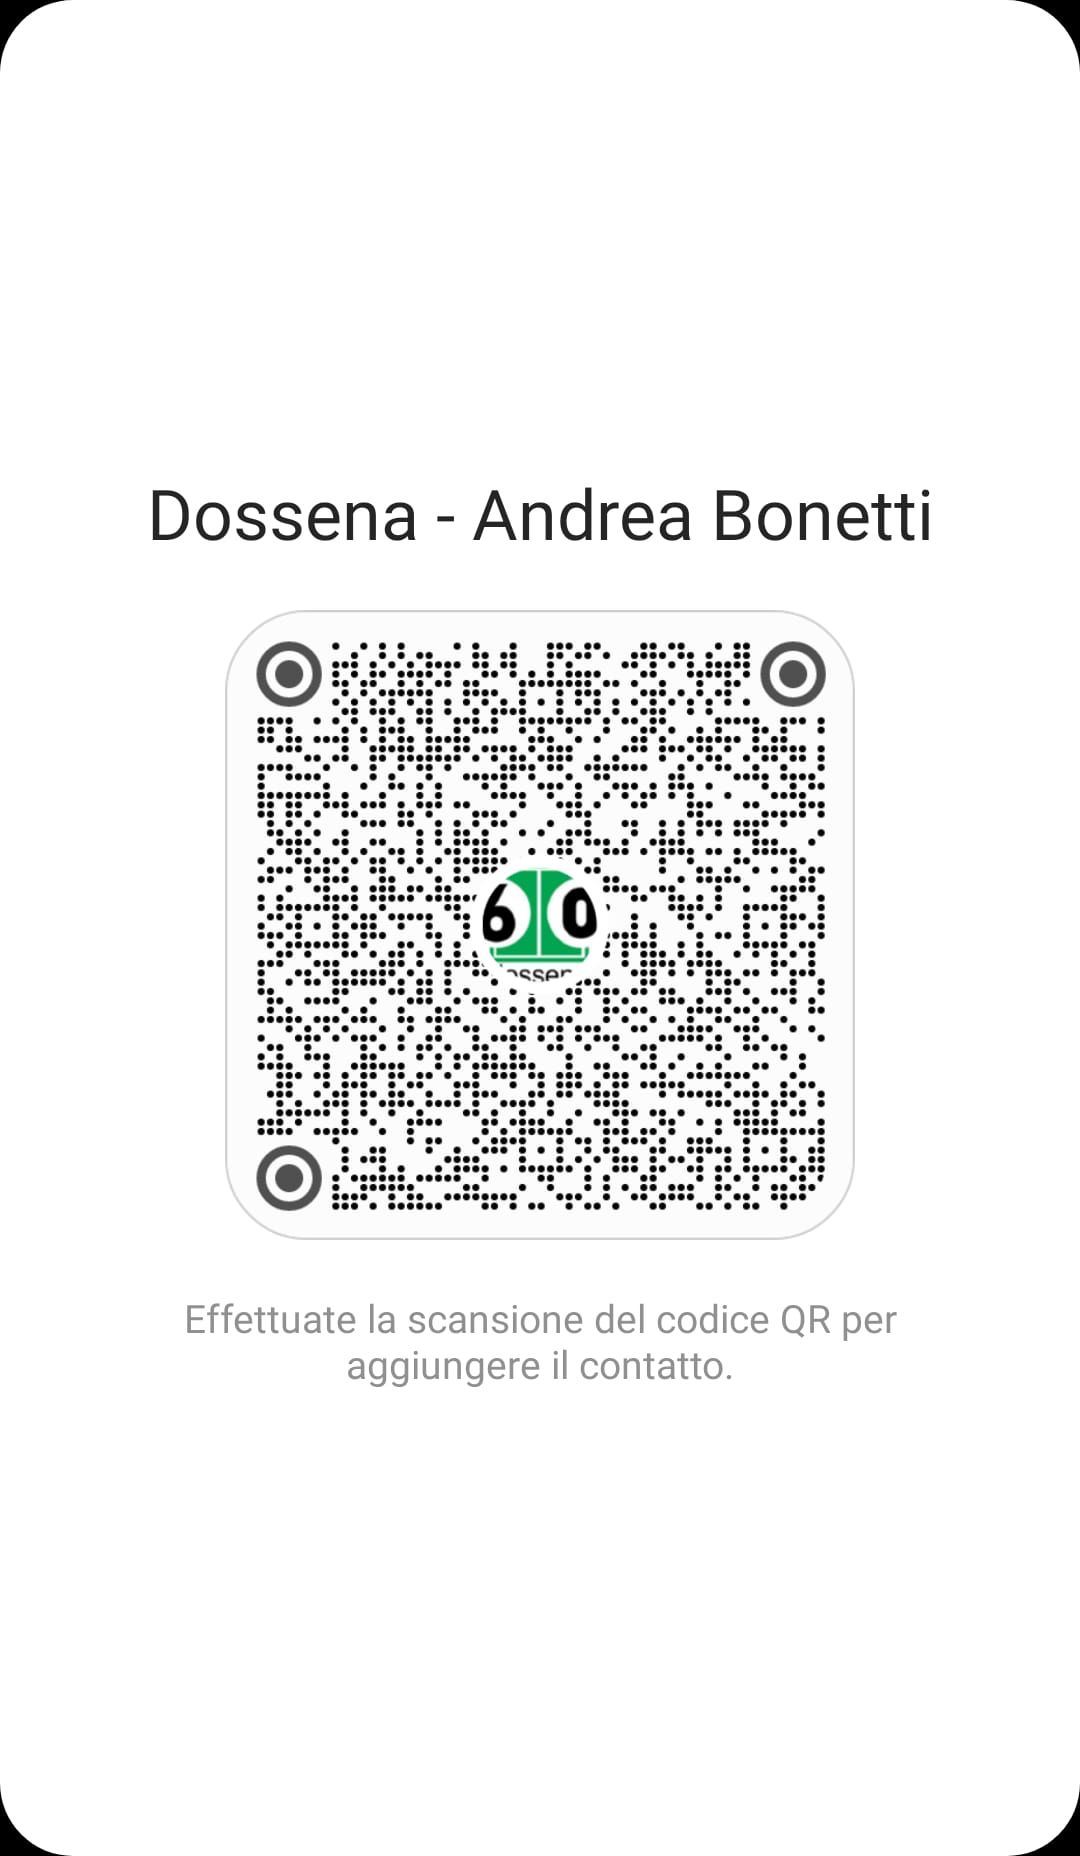 Dossena - Andrea Bonetti
60
Effettuate la scansione del codice QR per
aggiungere il contatto.